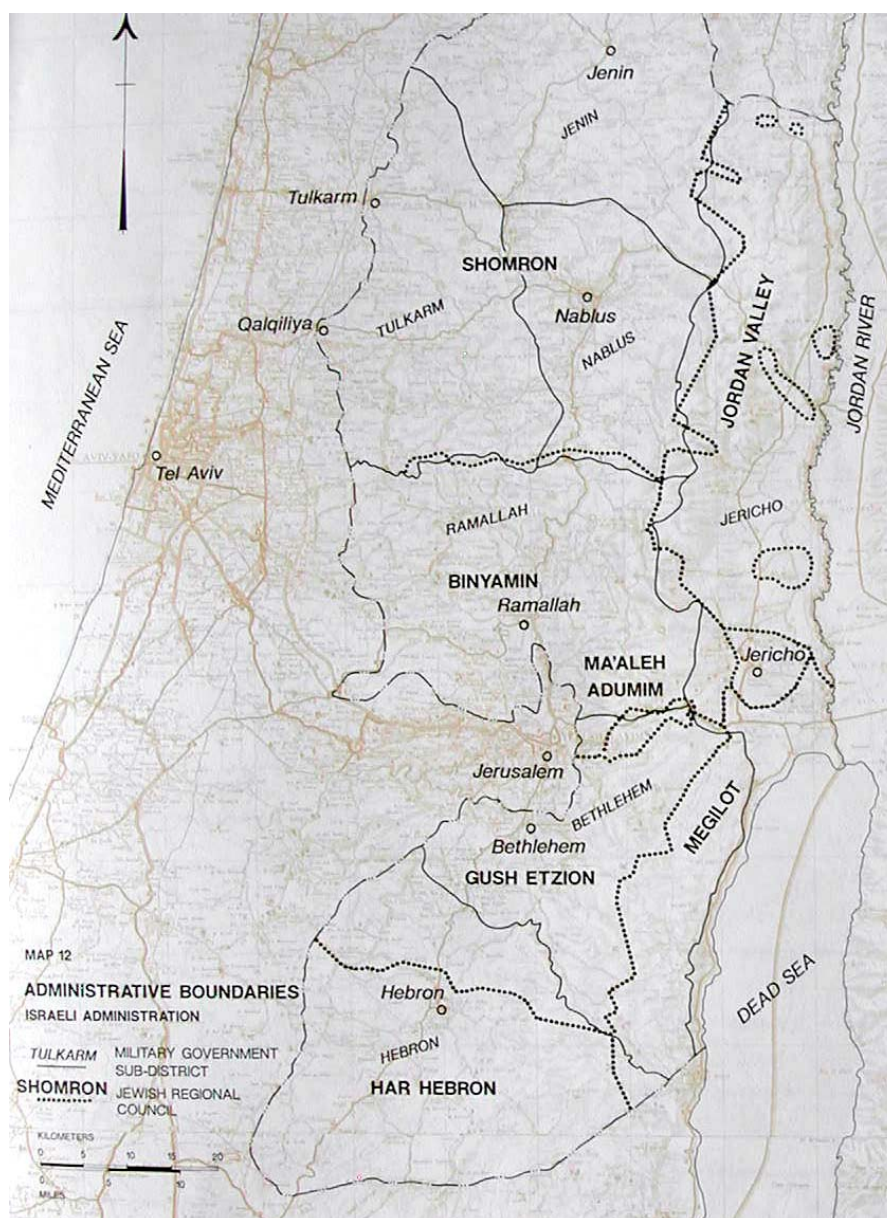 Jenin
JENIN
Tulkarm
SHOMRON
Qalqiliya
TULKARM
Nablus
NABLUS
MEDITERRANEAN SEA
JORDAN VALLEY
JORDAN RIVER
Tel Aviv
RAMALLAH
JERICHO
BINYAMIN
Ramallah
MA'ALEH
ADUMIM
Jericho
Jerusalem
BETHLEHEM
Bethlehem
MEGILOT
GUSH ETZION
MAP 12
ADMINISTRATIVE BOUNDARIES
ISRAELI ADMINISTRATION
Hebron
DEAD SEA
HEBRON
HAR HEBRON
TULKARM MILITARY GOVERNMENT
SUB-DISTRICT
SHOMRON JEWISH REGIONAL
COUNCIL
KILOMETERS
0 5 10 15 20
0 10
MILES